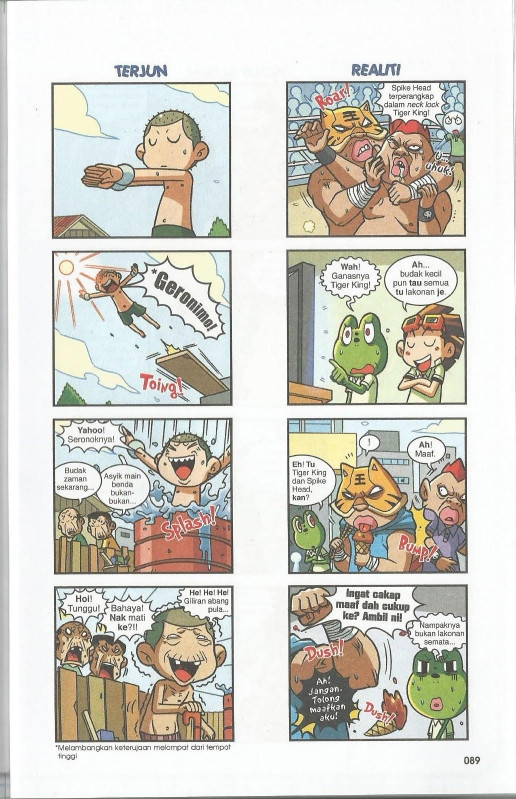 TERJUN
*Geronimo!
Toing!
Yahoo!
Seronoknya!
Budak
zaman
sekarang...
Asyik main
benda
bukan-
bukan...
Splash!
Hoi!
Tunggu!
Bahaya!
Nak mati
ke?!!
He! He! He!
Giliran abang
pula...
*Melambangkan keterujaan melompat dari tempat
tinggi
REALITI
Roar!
Spike Head
terperangkap
dalam neck lock
Tiger King!
U...
uhuk!
Wah!
Ganasnya
Tiger King!
Ah...
budak kecil
pun tau semua
tu lakonan je.
Eh! Tu
Tiger King
dan Spike
Head,
kan?
!
Ah!
Maaf.
Bump!
Ingat cakap
maaf dah cukup
ke? Ambil ni!
Dush!
Nampaknya
bukan lakonan
semata...
Ah!
Jangan.
Tolong
maafkan
aku!
Dush!
089